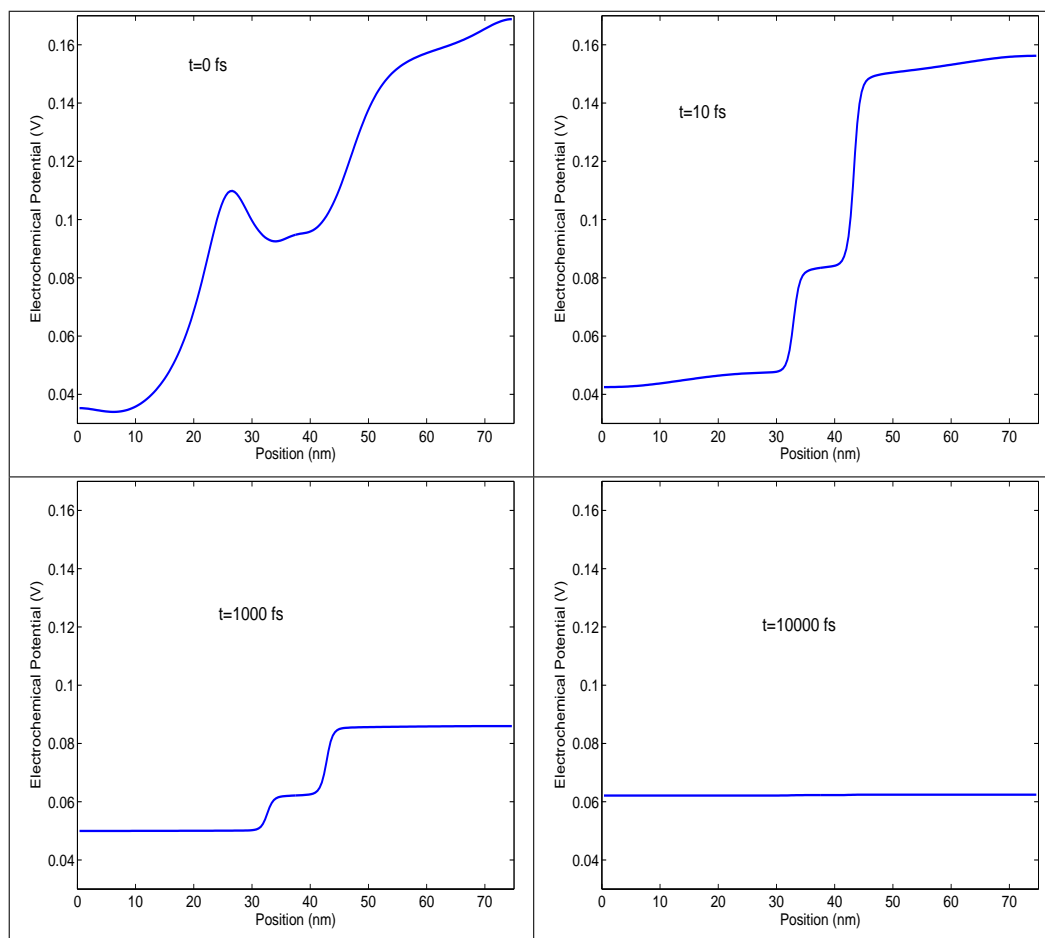 t=0 fs
0.16
0.14
0.12
0.1
0.08
0.06
0.04
Electrochemical Potential (V)
0 10 20 30 40 50 60 70
Position (nm)
t=10 fs
0.16
0.14
0.12
0.1
0.08
0.06
0.04
Electrochemical Potential (V)
0 10 20 30 40 50 60 70
Position (nm)
t=1000 fs
0.16
0.14
0.12
0.1
0.08
0.06
0.04
Electrochemical Potential (V)
0 10 20 30 40 50 60 70
Position (nm)
t=10000 fs
0.16
0.14
0.12
0.1
0.08
0.06
0.04
Electrochemical Potential (V)
0 10 20 30 40 50 60 70
Position (nm)